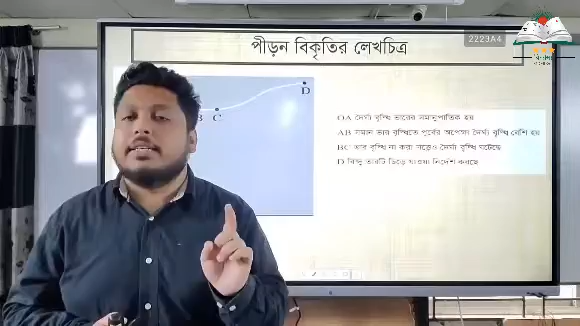 পীড়ন বিকৃতির লেখচিত্র
2223A4
B C
D
OA দৈর্ঘ্য বৃদ্ধি ভারের সমানুপাতিক হয়
AB সমান ভার বৃদ্ধিতে পূর্বের অপেক্ষা দৈর্ঘ্য বৃদ্ধি বেশি হয়
BC ভার বৃদ্ধি না করা সত্ত্বেও দৈর্ঘ্য বৃদ্ধি ঘটেছে
D বিন্দু তারটি ছিঁড়ে যাওয়া নির্দেশ করছে